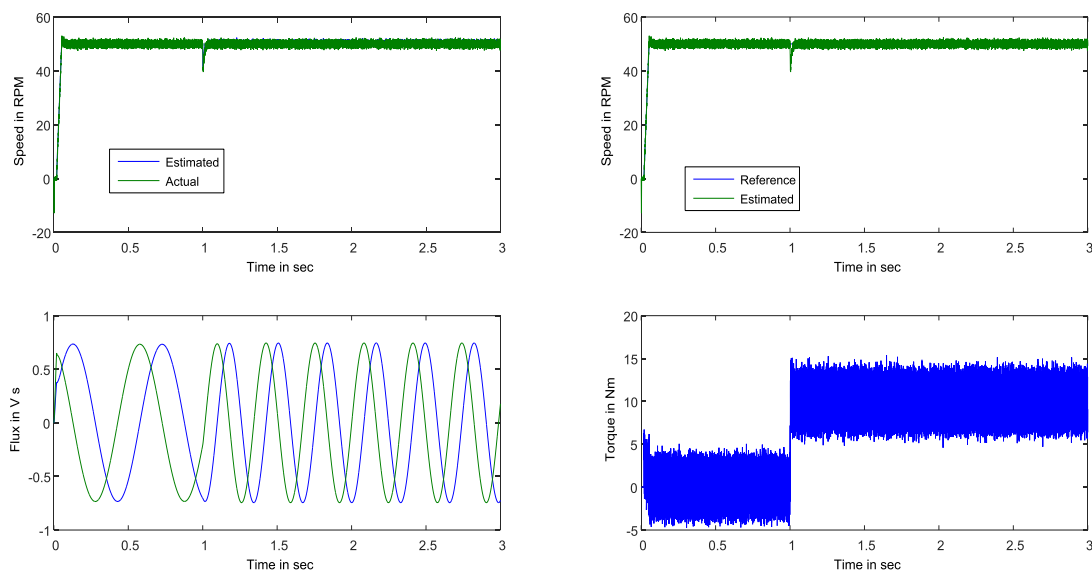 60
40
20
0
-20
Speed in RPM
Estimated
Actual
0 0.5 1 1.5 2 2.5 3
Time in sec
60
40
20
0
-20
Speed in RPM
Reference
Estimated
0 0.5 1 1.5 2 2.5 3
Time in sec
1
0.5
0
-0.5
-1
Flux in V s
0 0.5 1 1.5 2 2.5 3
Time in sec
20
15
10
5
0
-5
Torque in Nm
0 0.5 1 1.5 2 2.5 3
Time in sec